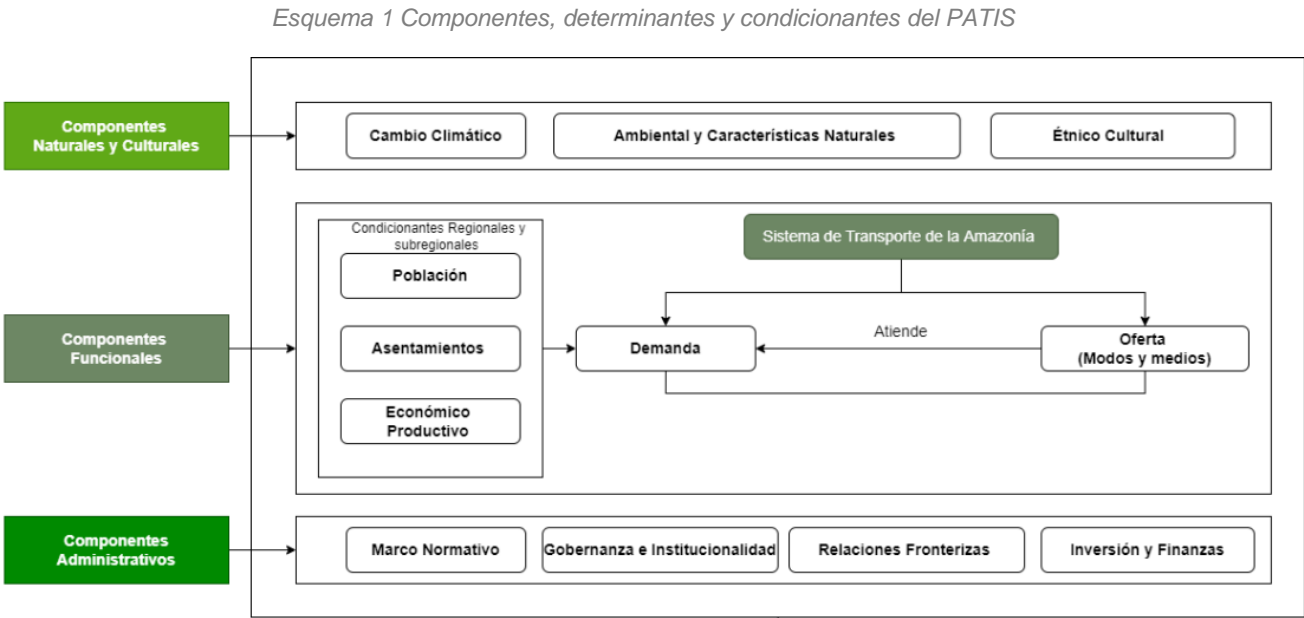 Esquema 1 Componentes, determinantes y condicionantes del PATIS
Componentes
Naturales y Culturales
Cambio Climático
Ambiental y Características Naturales
Étnico Cultural
Componentes
Funcionales
Condicionantes Regionales y
subregionales
Población
Asentamientos
Económico
Productivo
Sistema de Transporte de la Amazonía
Demanda
Atiende
Oferta
(Modos y medios)
Componentes
Administrativos
Marco Normativo
Gobernanza e Institucionalidad
Relaciones Fronterizas
Inversión y Finanzas